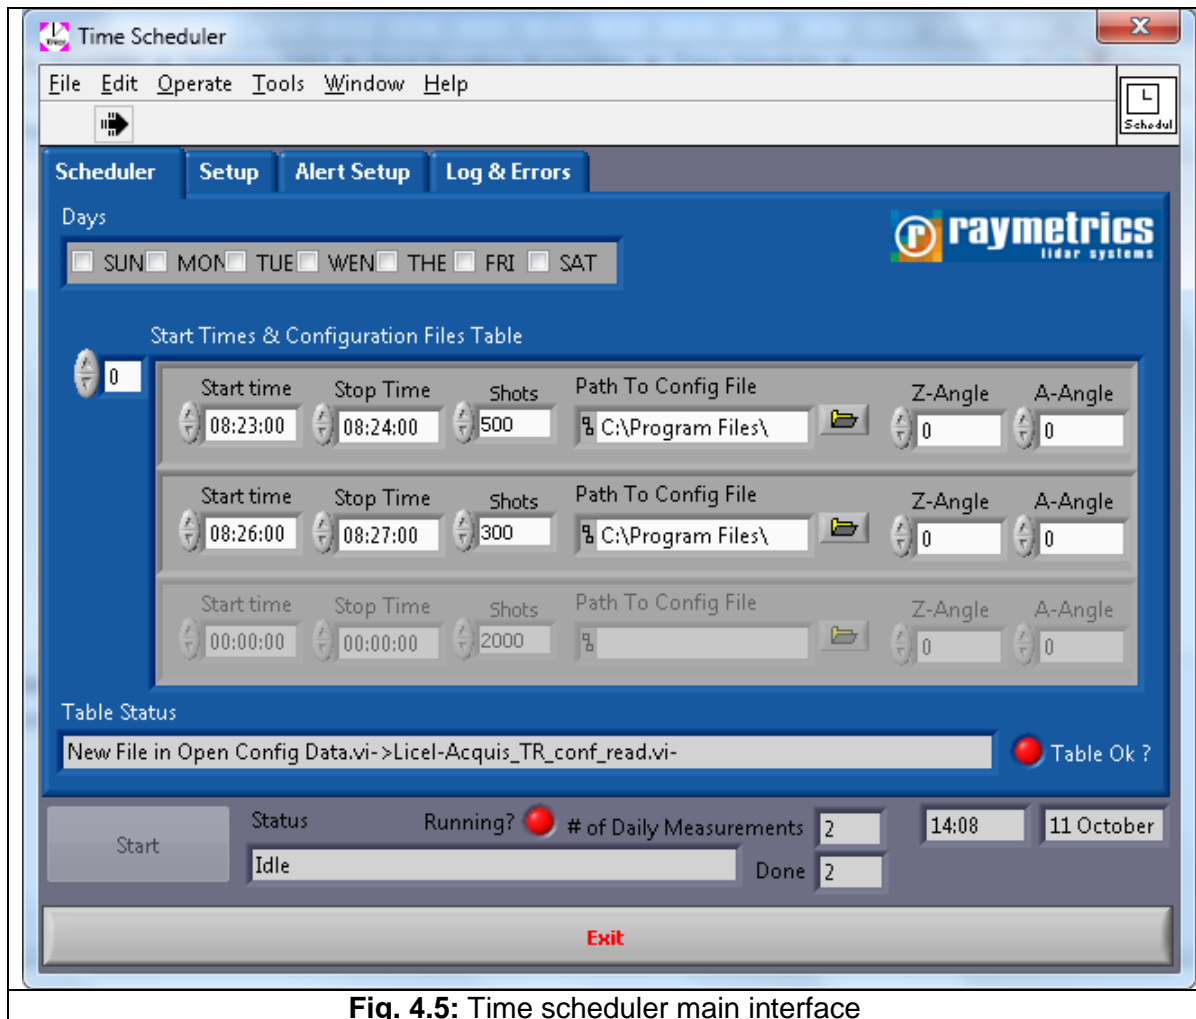 Time Scheduler
File Edit Operate Tools Window Help
Schedul
Scheduler Setup Alert Setup Log & Errors
Days
raymetrics
lidar systems
SUN MON TUE WEN THE FRI SAT
Start Times & Configuration Files Table
0
Start time Stop Time Shots Path To Config File Z-Angle A-Angle
08:23:00 08:24:00 500 C:\Program Files\ 0 0
Start time Stop Time Shots Path To Config File Z-Angle A-Angle
08:26:00 08:27:00 300 C:\Program Files\ 0 0
Start time Stop Time Shots Path To Config File Z-Angle A-Angle
00:00:00 00:00:00 2000 0 0
Table Status
New File in Open Config Data.vi->Licel-Acquis_TR_conf_read.vi- Table Ok ?
Start Status Running? # of Daily Measurements 2 14:08 11 October
Idle Done 2
Exit
Fig. 4.5: Time scheduler main interface